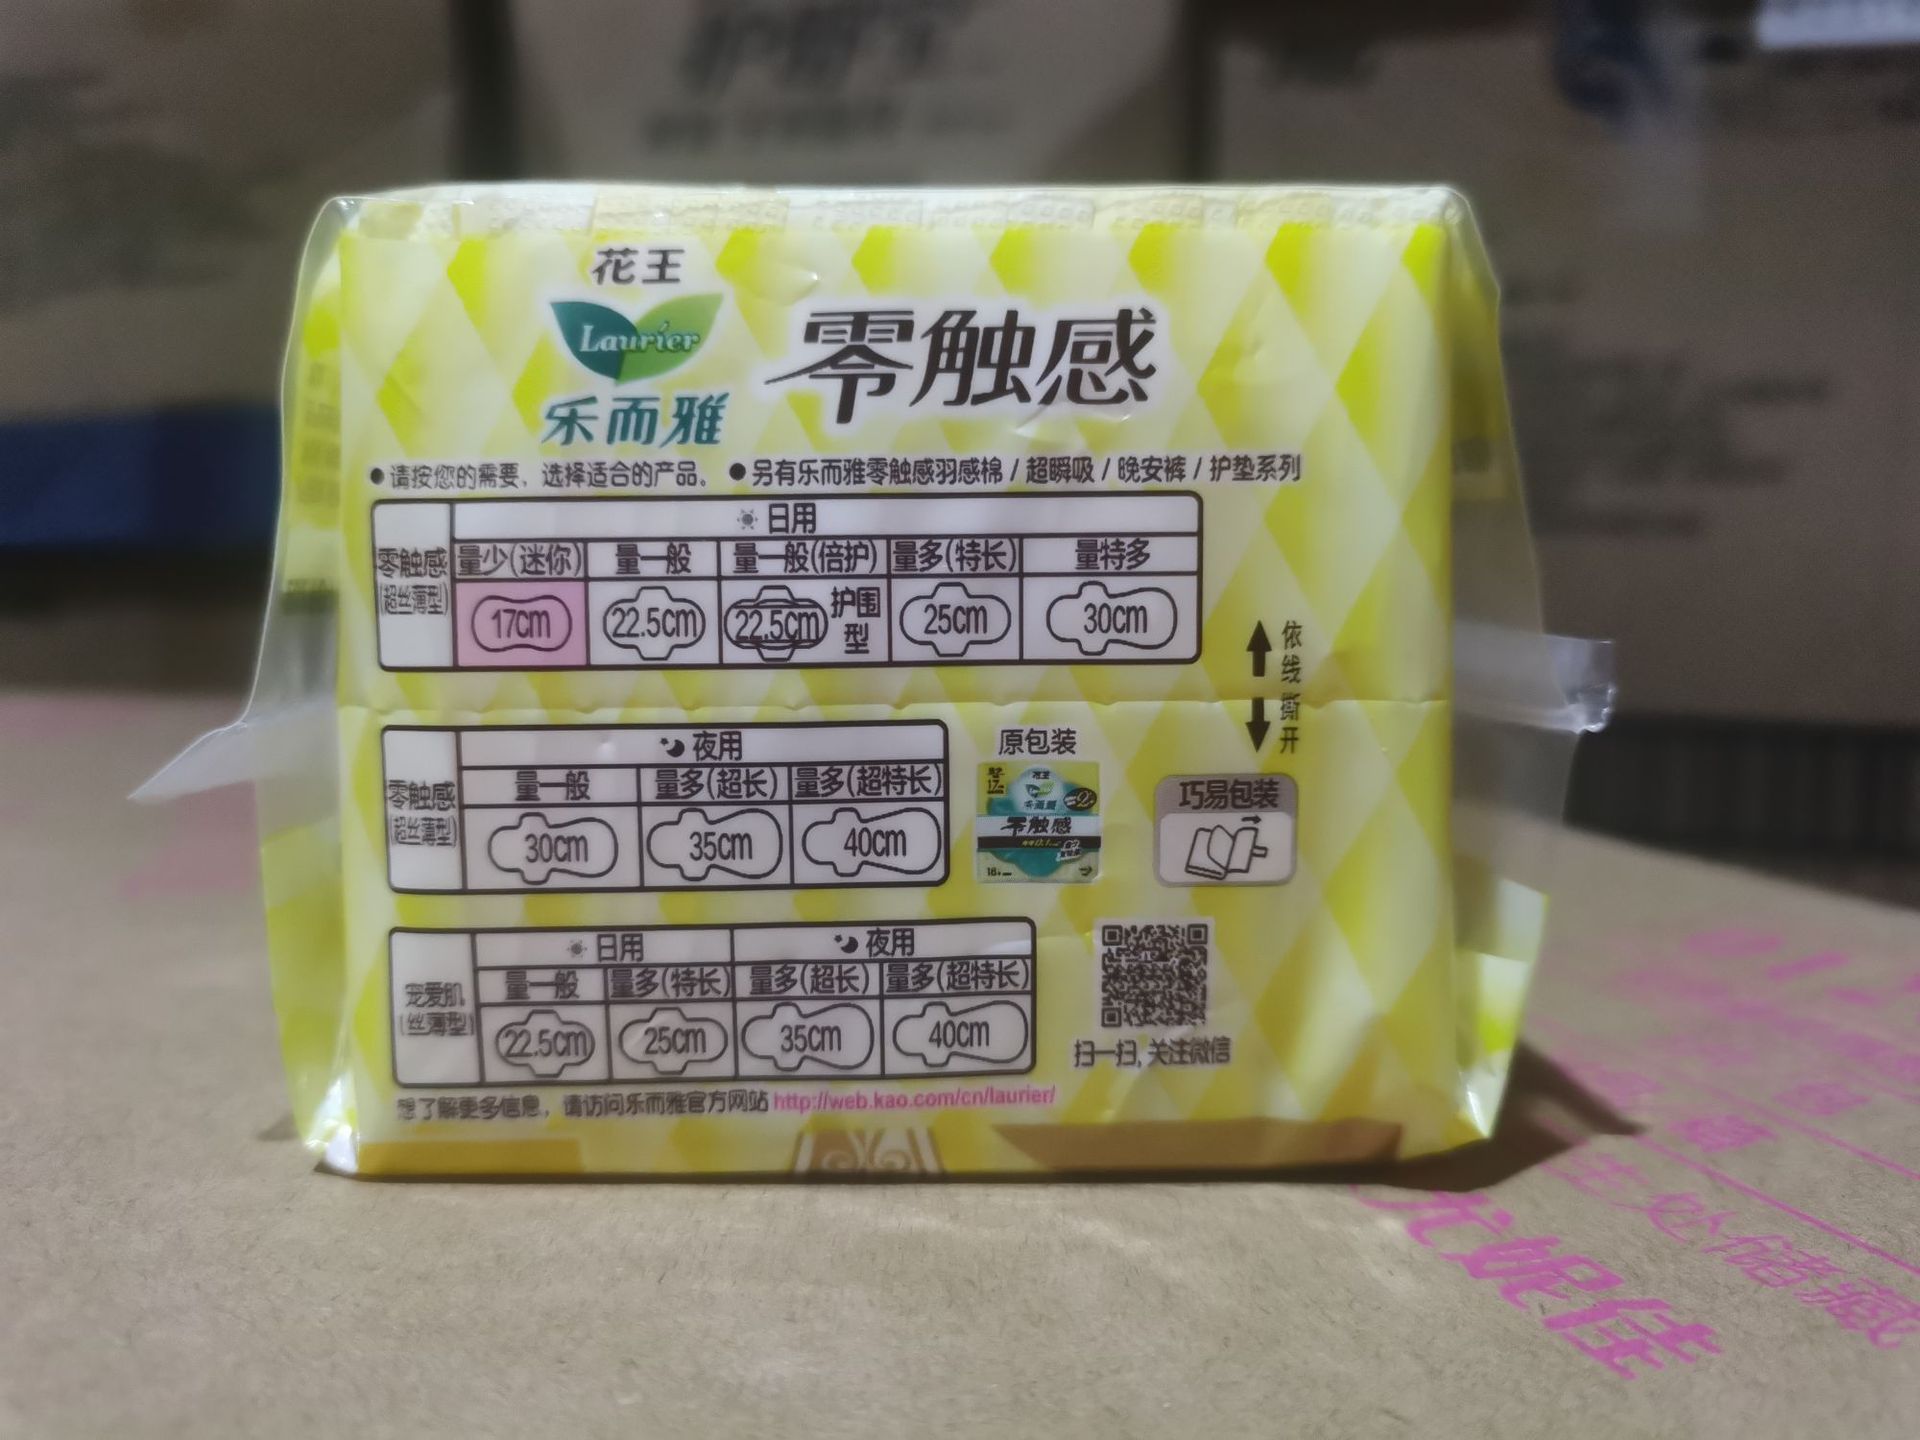 花王
Laurier
乐而雅
零触感
●请按您的需要，选择适合的产品。 ●另有乐而雅零触感羽感棉 / 超瞬吸 / 晚安裤 / 护垫系列
零触感
(超丝薄型)
日用
量少(迷你) 量一般 量一般(倍护) 量多(特长) 量特多
17cm 22.5cm 22.5cm 护围型 25cm 30cm
依线撕开
零触感
(超丝薄型)
夜用
量一般 量多(超长) 量多(超特长)
30cm 35cm 40cm
原包装
花王
零触感
巧易包装
宠爱肌
(丝薄型)
日用 夜用
量一般 量多(特长) 量多(超长) 量多(超特长)
22.5cm 25cm 35cm 40cm
扫一扫, 关注微信
想了解更多信息，请访问乐而雅官方网站 http://web.kao.com/cn/laurier/
生处储藏
尤妮佳